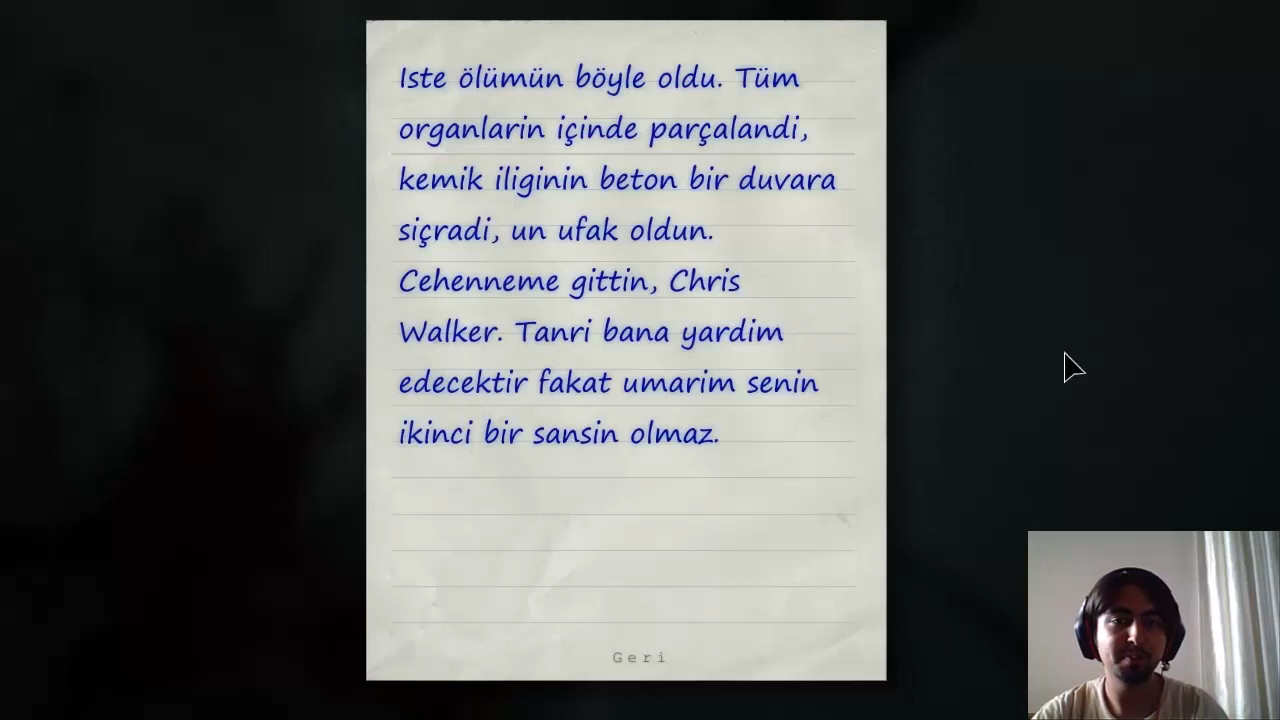 Iste ölümün böyle oldu. Tüm
organlarin içinde parçalandi,
kemik iliginin beton bir duvara
siçradi, un ufak oldun.
Cehenneme gittin, Chris
Walker. Tanri bana yardim
edecektir fakat umarim senin
ikinci bir sansin olmaz.
Geri